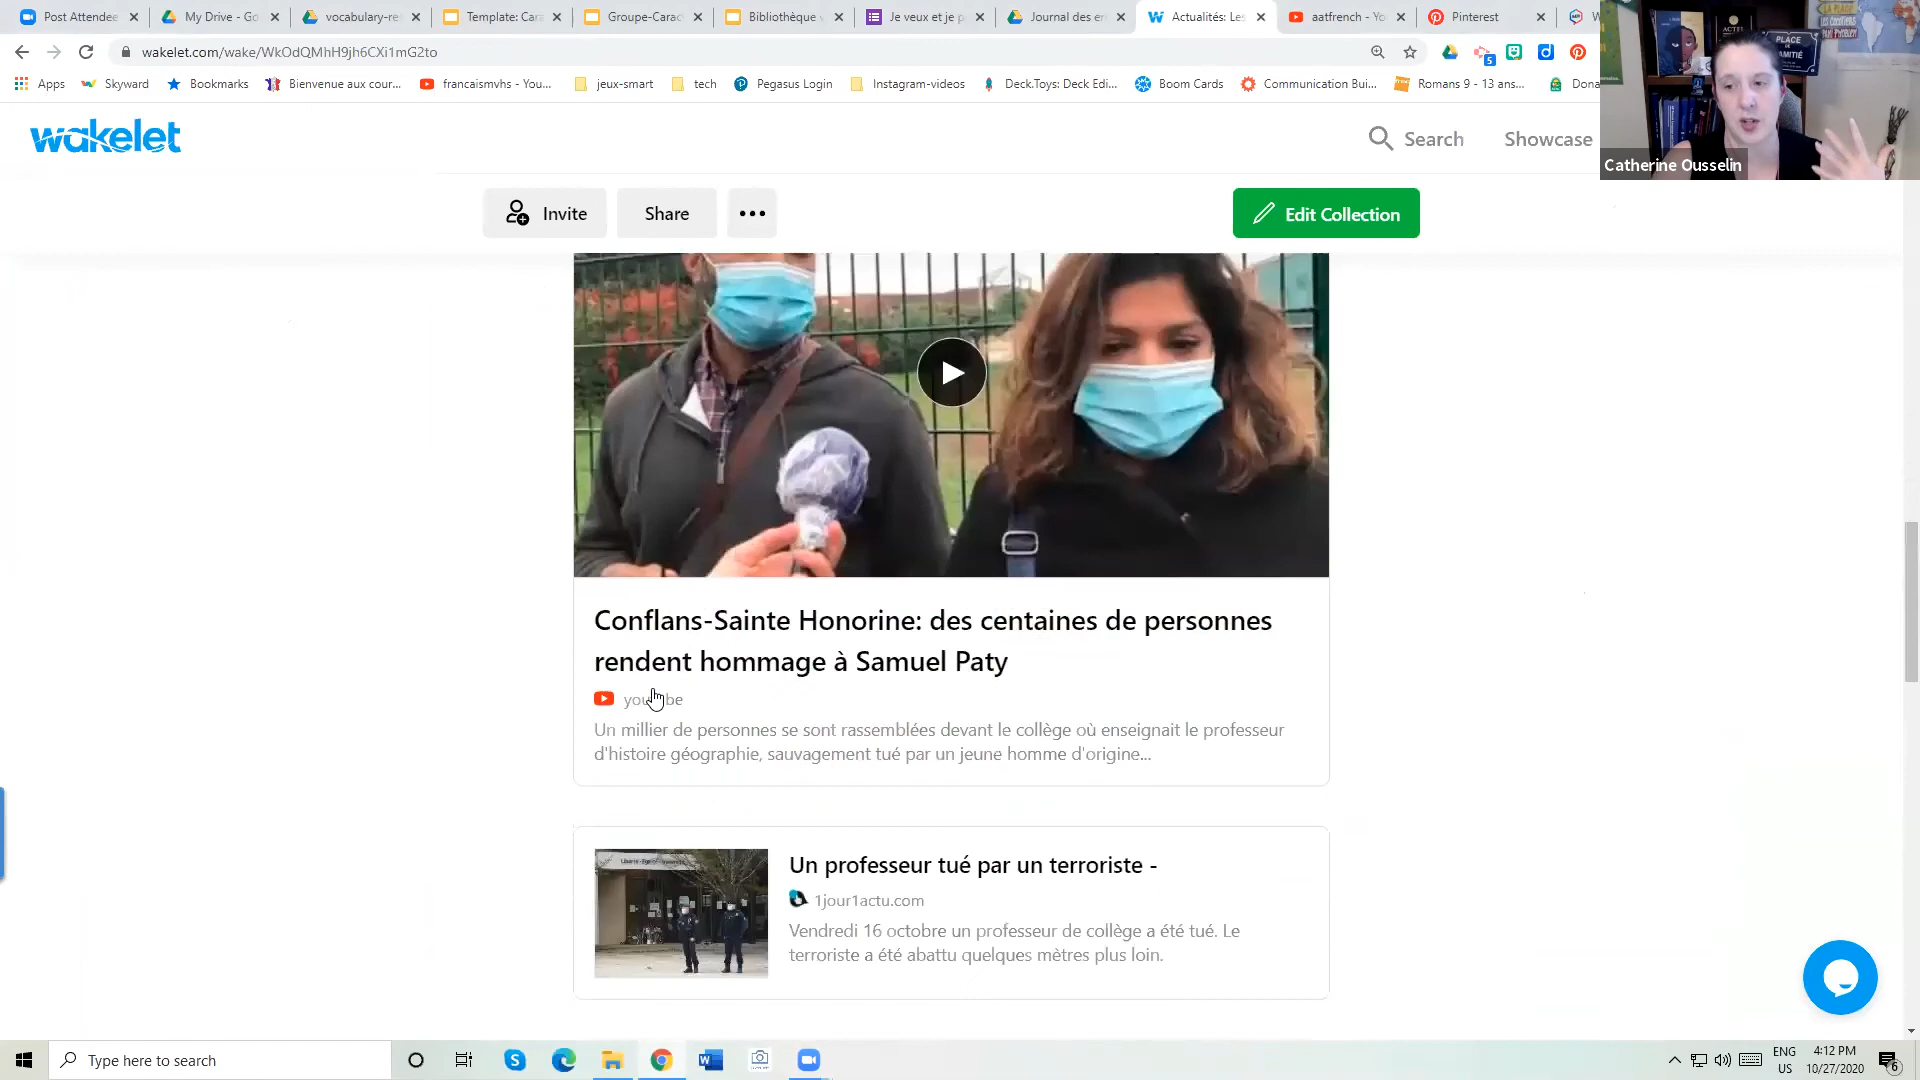 Post Attendee
My Drive - Go
vocabulary-re
Template: Cara
Groupe-Carac
Bibliothèque v
Je veux et je p
Journal des en
Actualités: Les
aatfrench - Yo
Pinterest
W
wakelet.com/wake/WkOdQMhH9jh6CXi1mG2to
5
Apps
Skyward
Bookmarks
Bienvenue aux cour...
francaismvhs - You...
jeux-smart
tech
Pegasus Login
Instagram-videos
Deck.Toys: Deck Edi...
Boom Cards
Communication Bui...
Romans 9 - 13 ans...
Dona
PLACE
Catherine Ousselin
wakelet
Search
Showcase
Invite
Share
Edit Collection
Conflans-Sainte Honorine: des centaines de personnes
rendent hommage à Samuel Paty
Un millier de personnes se sont rassemblées devant le collège où enseignait le professeur
d'histoire géographie, sauvagement tué par un jeune homme d'origine...
Un professeur tué par un terroriste -
1jour1actu.com
Vendredi 16 octobre un professeur de collège a été tué. Le
terroriste a été abattu quelques mètres plus loin.
Type here to search
ENG
US
4:12 PM
10/27/2020
6